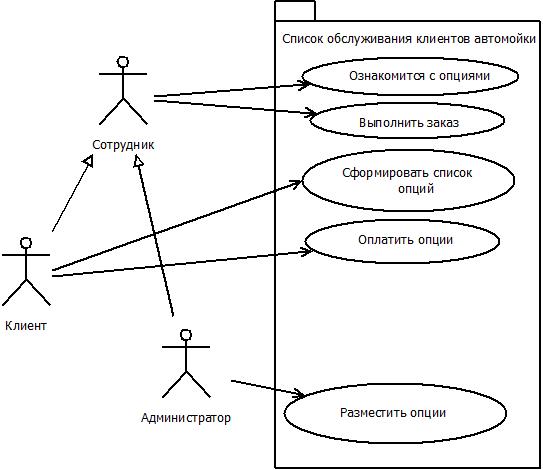 Список обслуживания клиентов автомойки
Ознакомится с опциями
Выполнить заказ
Сотрудник
Сформировать список
опций
Оплатить опции
Клиент
Администратор
Разместить опции